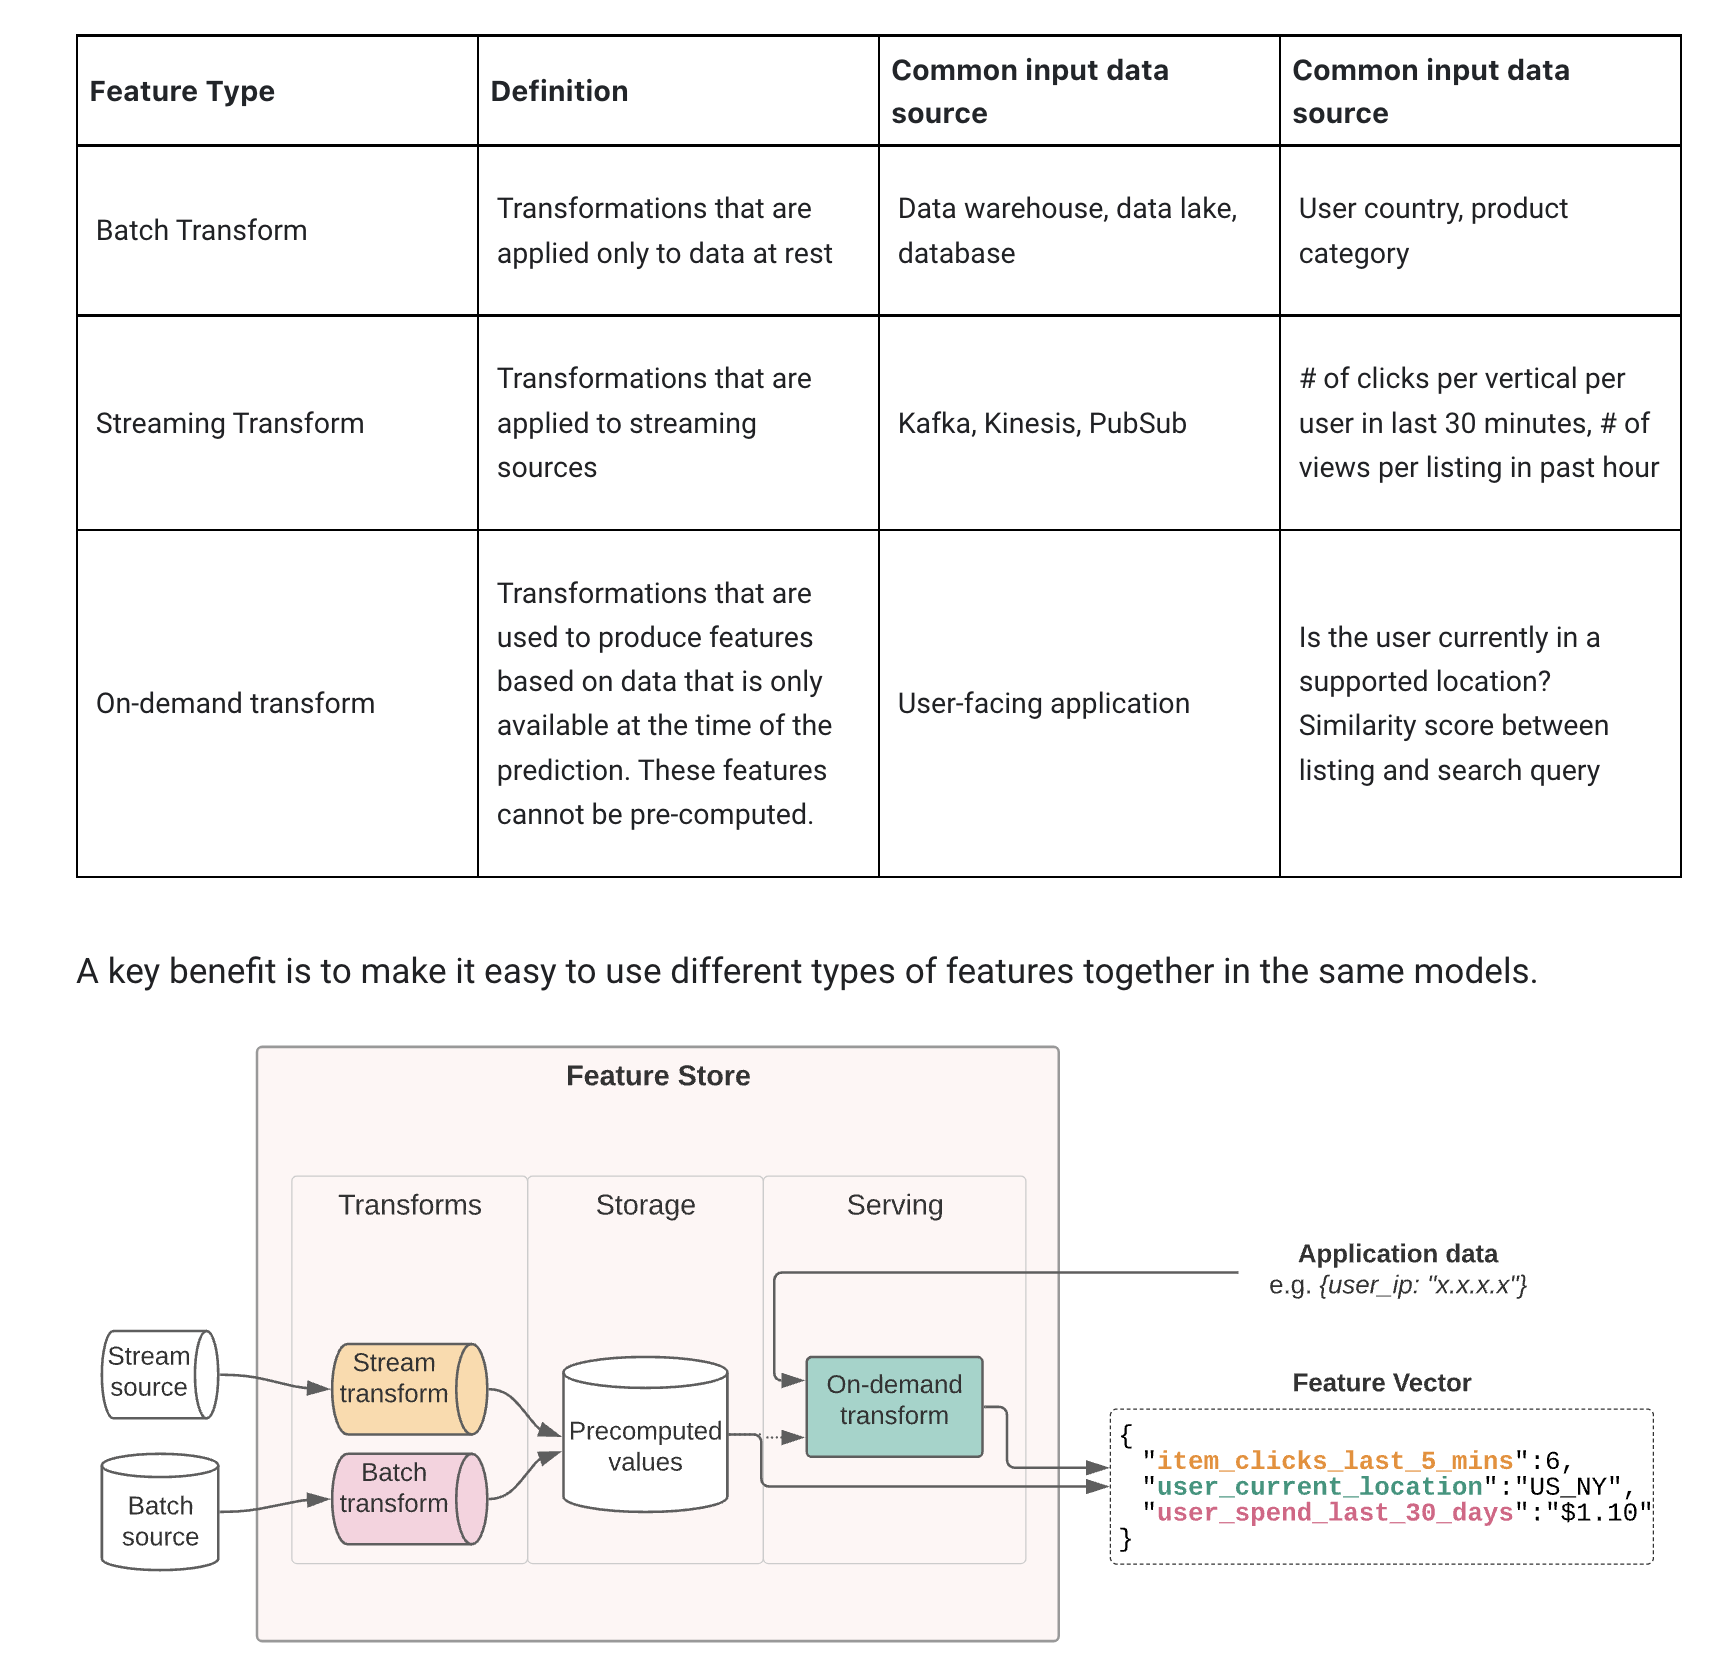 Feature Type
Definition
Common input data
source
Common input data
source
Batch Transform
Transformations that are
applied only to data at rest
Data warehouse, data lake,
database
User country, product
category
Streaming Transform
Transformations that are
applied to streaming
sources
Kafka, Kinesis, PubSub
# of clicks per vertical per
user in last 30 minutes, # of
views per listing in past hour
On-demand transform
Transformations that are
used to produce features
based on data that is only
available at the time of the
prediction. These features
cannot be pre-computed.
User-facing application
Is the user currently in a
supported location?
Similarity score between
listing and search query
A key benefit is to make it easy to use different types of features together in the same models.
Feature Store
Transforms
Storage
Serving
Application data
e.g. {user_ip: "x.x.x.x"}
Stream
source
Stream
transform
Batch
source
Batch
transform
Precomputed
values
On-demand
transform
Feature Vector
{
"item_clicks_last_5_mins":6,
"user_current_location":"US_NY",
"user_spend_last_30_days":"$1.10"
}